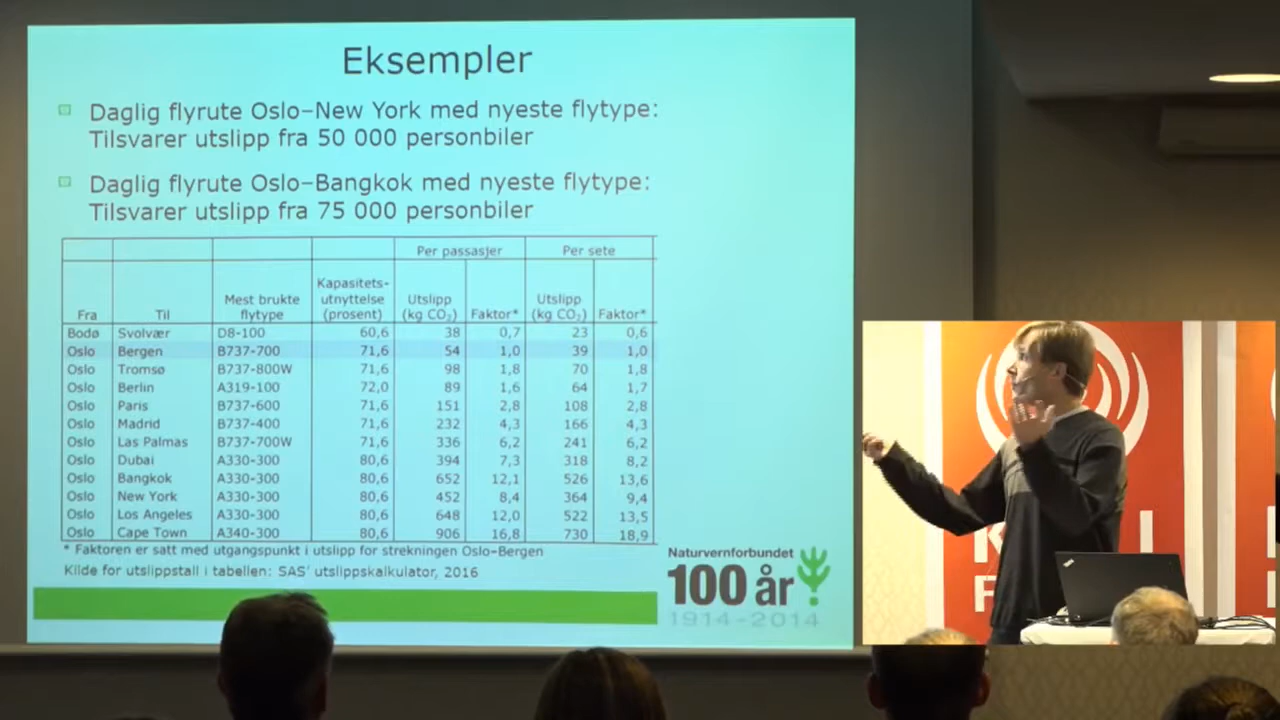 Eksempler
Daglig flyrute Oslo–New York med nyeste flytype:
Tilsvarer utslipp fra 50 000 personbiler
Daglig flyrute Oslo–Bangkok med nyeste flytype:
Tilsvarer utslipp fra 75 000 personbiler
Per passasjer Per sete
Fra Til Mest brukte flytype Kapasitets-utnyttelse (prosent) Utslipp (kg CO₂) Faktor* Utslipp (kg CO₂) Faktor*
Bodø Svolvær D8-100 60,6 38 0,7 23 0,6
Oslo Bergen B737-700 71,6 54 1,0 39 1,0
Oslo Tromsø B737-800W 71,6 98 1,8 70 1,8
Oslo Berlin A319-100 72,0 89 1,6 64 1,7
Oslo Paris B737-600 71,6 151 2,8 108 2,8
Oslo Madrid B737-400 71,6 232 4,3 166 4,3
Oslo Las Palmas B737-700W 71,6 336 6,2 241 6,2
Oslo Dubai A330-300 80,6 394 7,3 318 8,2
Oslo Bangkok A330-300 80,6 652 12,1 526 13,6
Oslo New York A330-300 80,6 452 8,4 364 9,4
Oslo Los Angeles A330-300 80,6 648 12,0 522 13,5
Oslo Cape Town A340-300 80,6 906 16,8 730 18,9
* Faktoren er satt med utgangspunkt i utslipp for strekningen Oslo-Bergen
Kilde for utslippstall i tabellen: SAS' utslippskalkulator, 2016
Naturvernforbundet
100 år
1914-2014